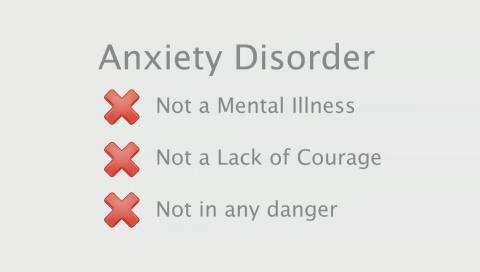 Anxiety Disorder
Not a Mental Illness
Not a Lack of Courage
Not in any danger